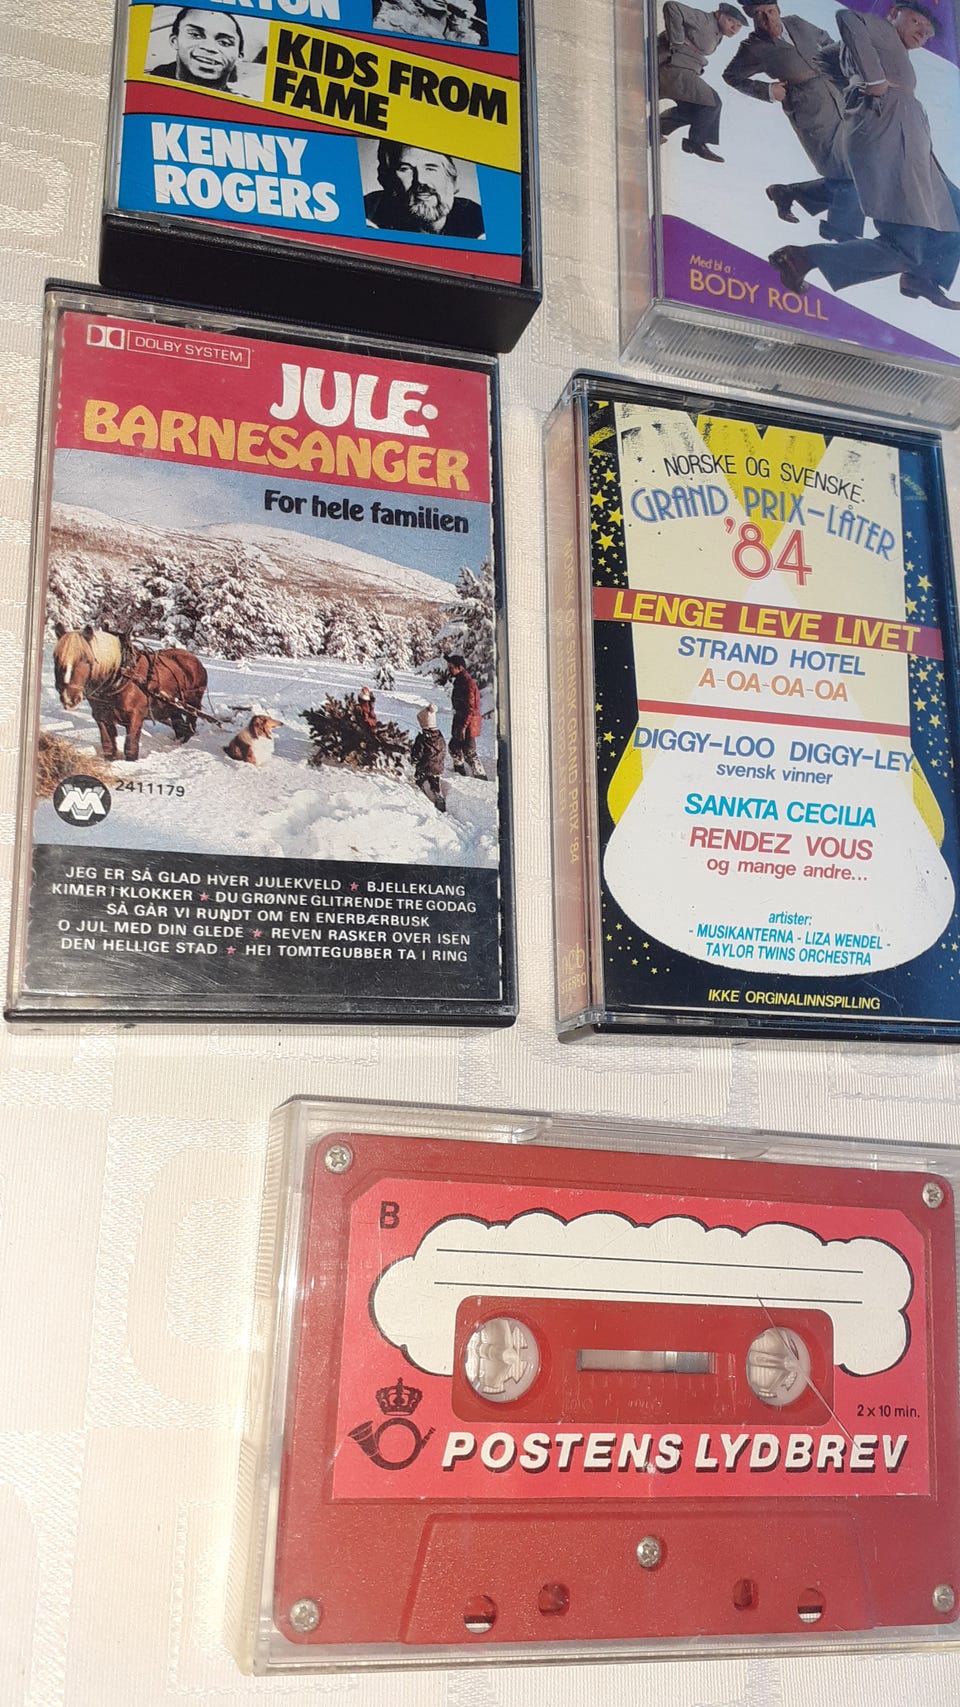 KIDS FROM
FAME
KENNY
ROGERS
Med bl a:
BODY ROLL
DOLBY SYSTEM
JULE-
BARNESANGER
For hele familien
2411179
JEG ER SÅ GLAD HVER JULEKVELD ★ BJELLEKLANG
KIMER I KLOKKER ★ DU GRØNNE GLITRENDE TRE GODAG
SÅ GÅR VI RUNDT OM EN ENERBÆRBUSK
O JUL MED DIN GLEDE ★ REVEN RASKER OVER ISEN
DEN HELLIGE STAD ★ HEI TOMTEGUBBER TA I RING
NORSKE OG SVENSKE
GRAND PRIX-LÅTER
'84
LENGE LEVE LIVET
STRAND HOTEL
A-OA-OA-OA
DIGGY-LOO DIGGY-LEY
svensk vinner
SANKTA CECILIA
RENDEZ VOUS
og mange andre...
artister:
- MUSIKANTERNA - LIZA WENDEL -
TAYLOR TWINS ORCHESTRA
IKKE ORGINALINNSPILLING
STEREO
B
2 x 10 min.
POSTENS LYDBREV